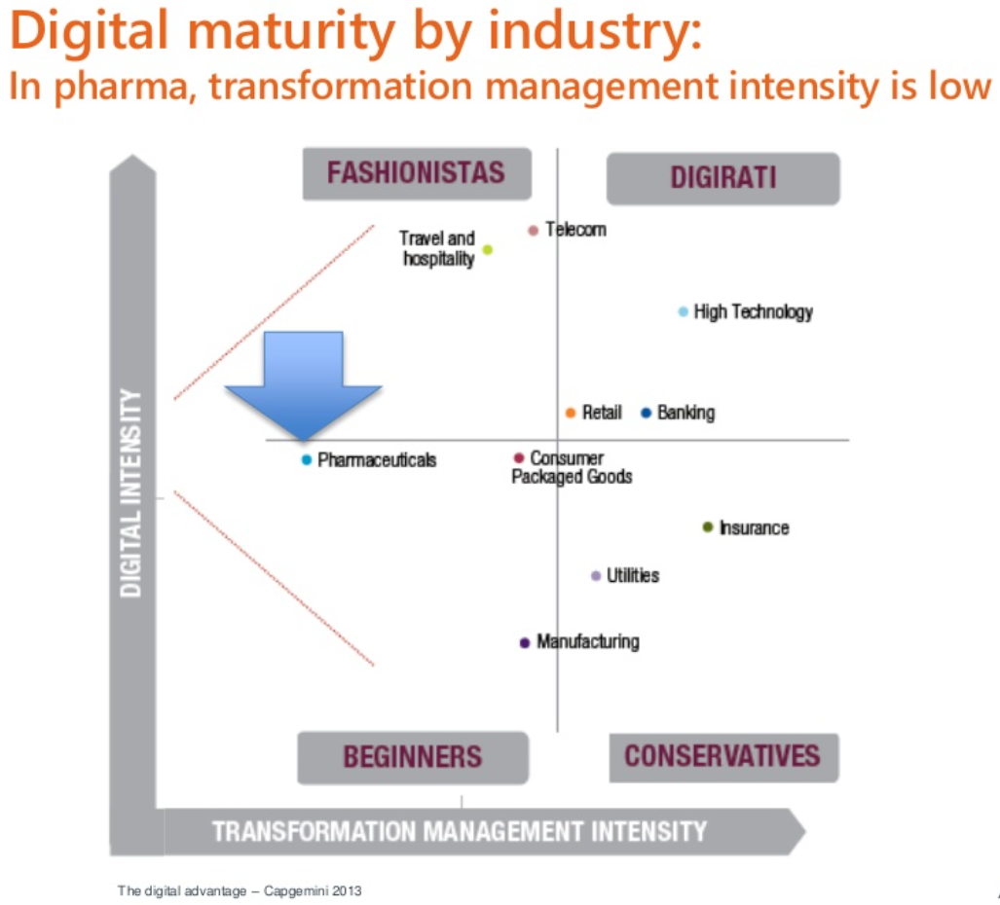 Digital maturity by industry:
In pharma, transformation management intensity is low
FASHIONISTAS
DIGIRATI
Travel and
hospitality
Telecom
High Technology
Retail
Banking
Pharmaceuticals
Consumer
Packaged Goods
Insurance
Utilities
Manufacturing
DIGITAL INTENSITY
BEGINNERS
CONSERVATIVES
TRANSFORMATION MANAGEMENT INTENSITY
The digital advantage – Capgemini 2013